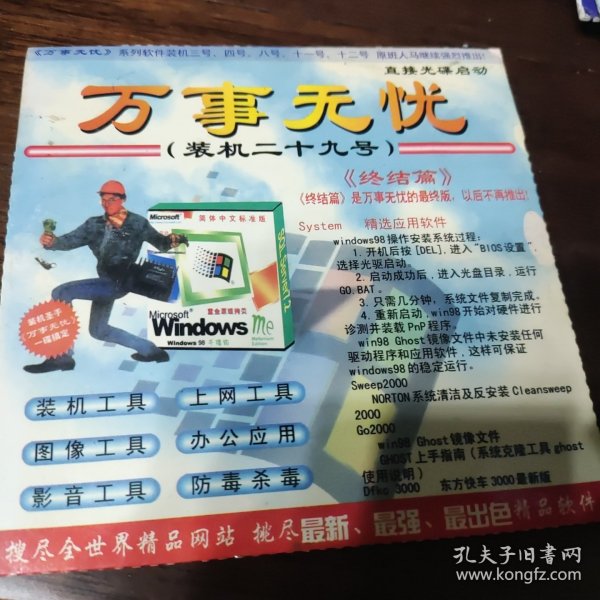 《万事无忧》系列软件装机三号、四号、八号、十一号、十二号 原班人马继续强烈推出!
直接光碟启动
万事无忧
(装机二十九号)
《终结篇》
《终结篇》是万事无忧的最终版，以后不再推出!
System 精选应用软件
windows98操作安装系统过程:
1.开机后按[DEL],进入"BIOS设置",
选择光驱启动。
2.启动成功后，进入光盘目录，运行
GO.BAT。
3.只需几分钟，系统文件复制完成。
4.重新启动,win98开始对硬件进行
诊测并装载PnP程序。
win98 Ghost镜像文件中未安装任何
驱动程序和应用软件，这样可保证
windows98的稳定运行。
Sweep2000
NORTON系统清洁及反安装Cleansweep
2000
Go2000
win98 Ghost镜像文件
GHOST上手指南(系统克隆工具ghost
使用说明)
Dfkc 3000 东方快车3000最新版
Microsoft
简体中文标准版
Microsoft
Windows Me
Millennium
Edition
Windows 98
装机圣手
《万事无忧》
一碟搞定
装机工具
上网工具
图像工具
办公应用
影音工具
防毒杀毒
搜尽全世界精品网站 挑尽最新、最强、最出色精品软件
孔夫子旧书网
www.kongfz.com